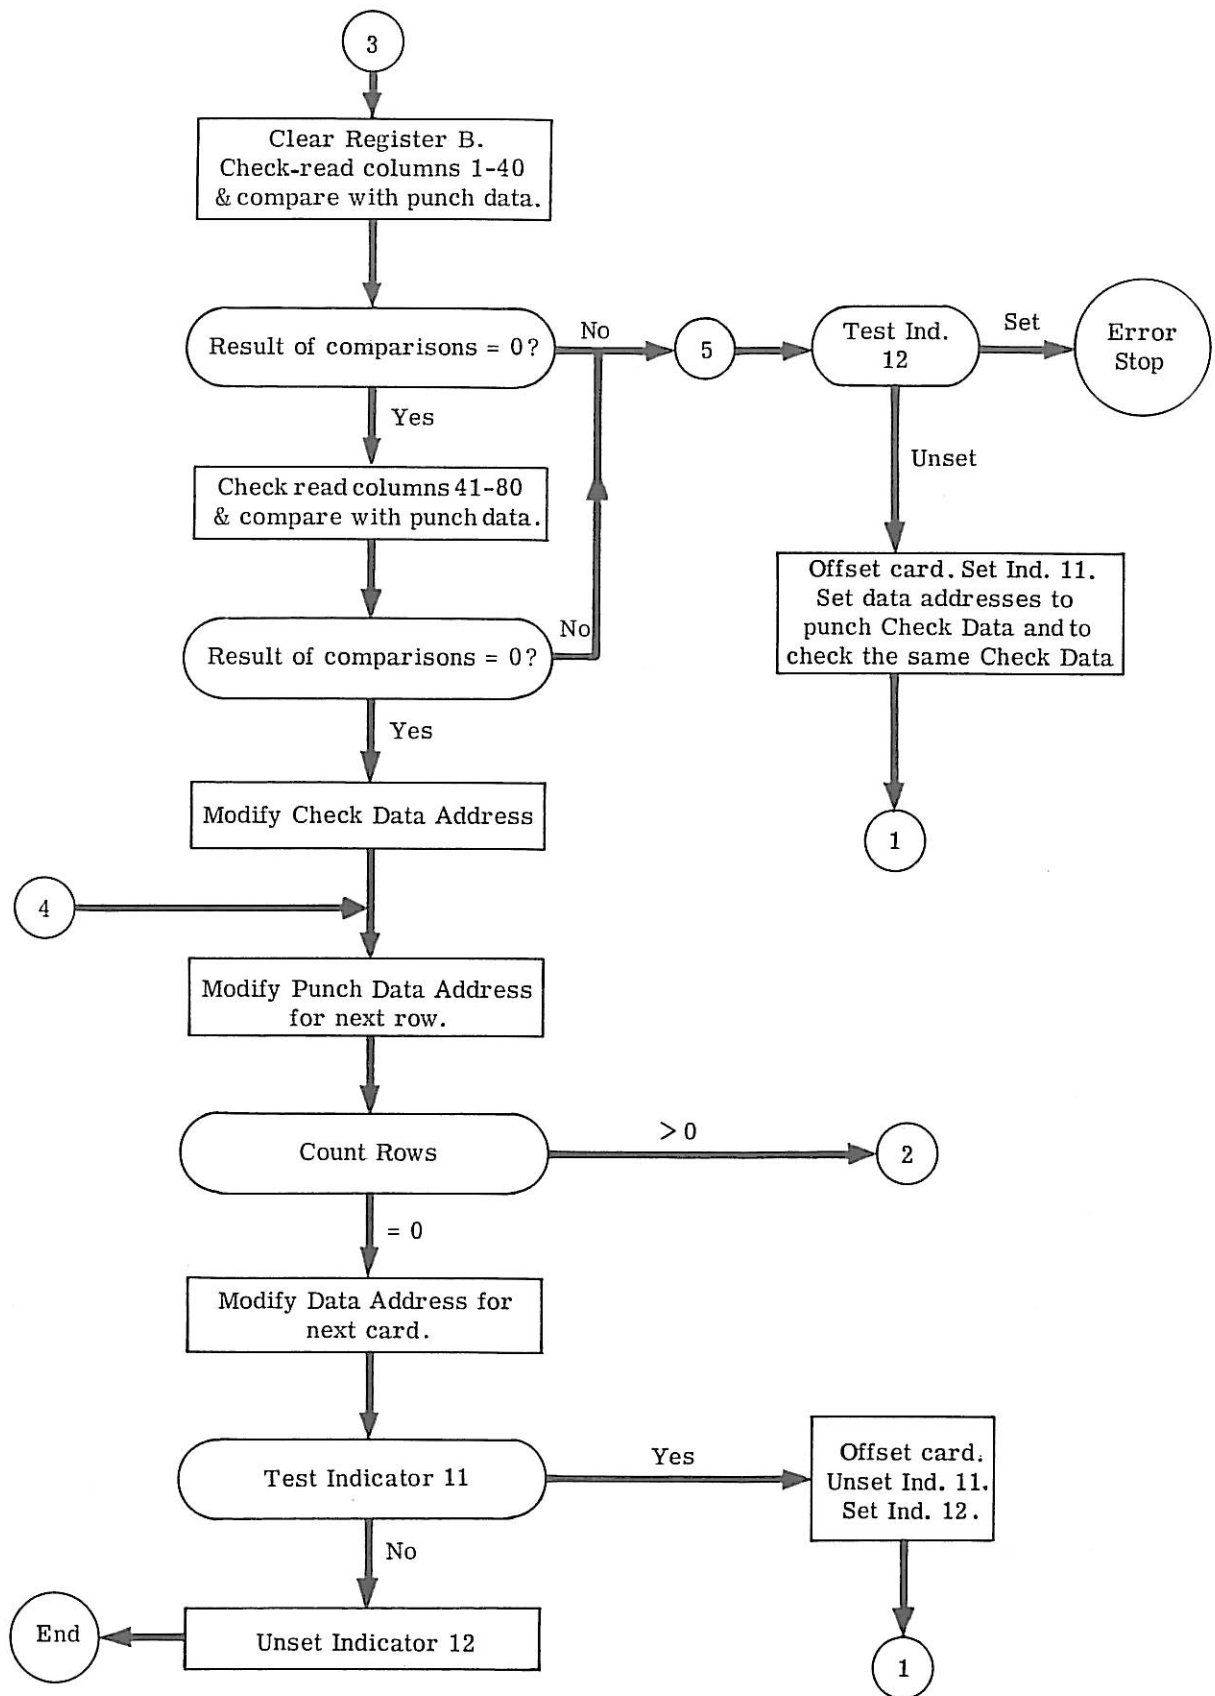 3
Clear Register B.
Check-read columns 1-40
& compare with punch data.
Result of comparisons = 0?
No
5
Test Ind.
12
Set
Error
Stop
Yes
Unset
Check read columns 41-80
& compare with punch data.
Offset card. Set Ind. 11.
Set data addresses to
punch Check Data and to
check the same Check Data
Result of comparisons = 0?
No
Yes
Modify Check Data Address
1
4
Modify Punch Data Address
for next row.
Count Rows
> 0
2
= 0
Modify Data Address for
next card.
Test Indicator 11
Yes
Offset card.
Unset Ind. 11.
Set Ind. 12.
No
End
Unset Indicator 12
1